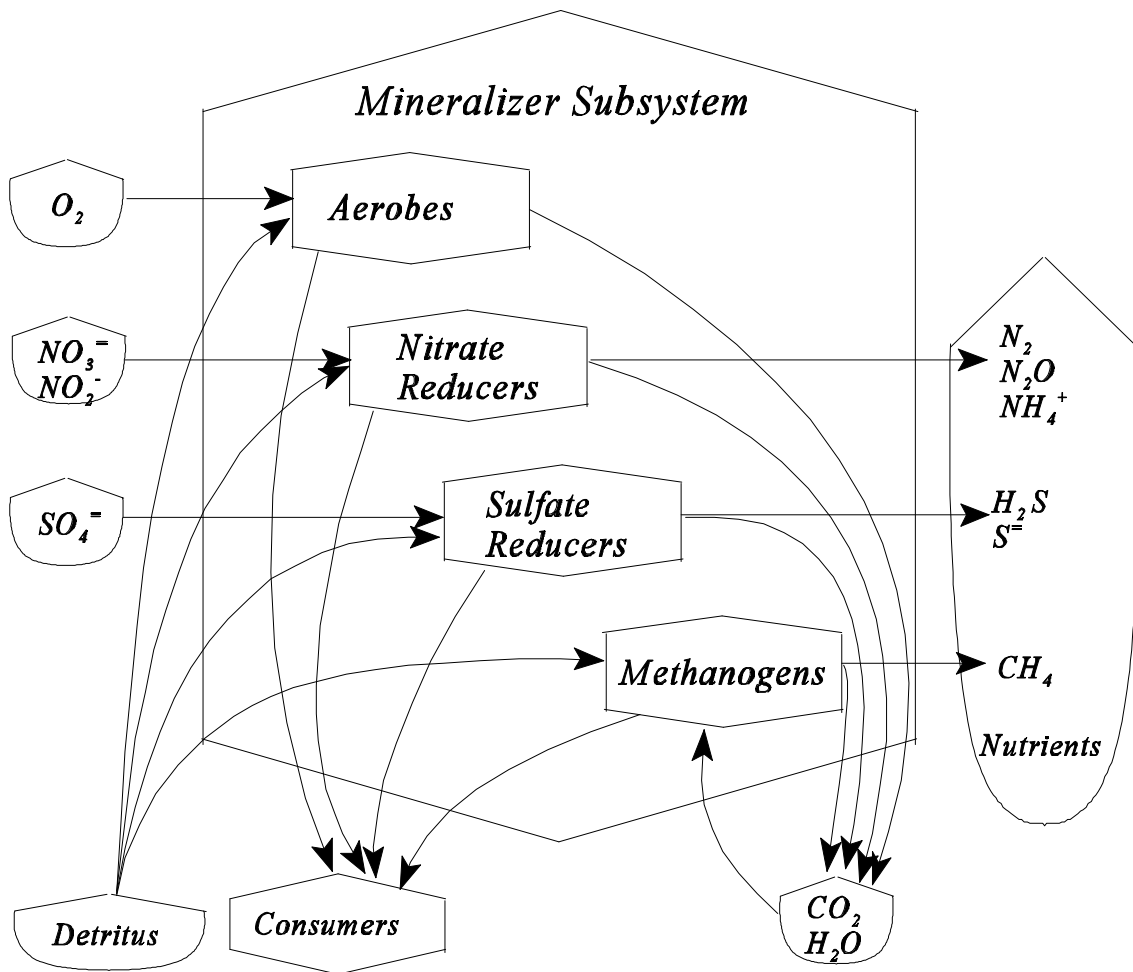 Mineralizer Subsystem
O₂
Aerobes
NO₃⁼
NO₂⁻
Nitrate
Reducers
N₂
N₂O
NH₄⁺
SO₄⁼
Sulfate
Reducers
H₂S
S⁼
Methanogens
CH₄
Nutrients
Detritus
Consumers
CO₂
H₂O